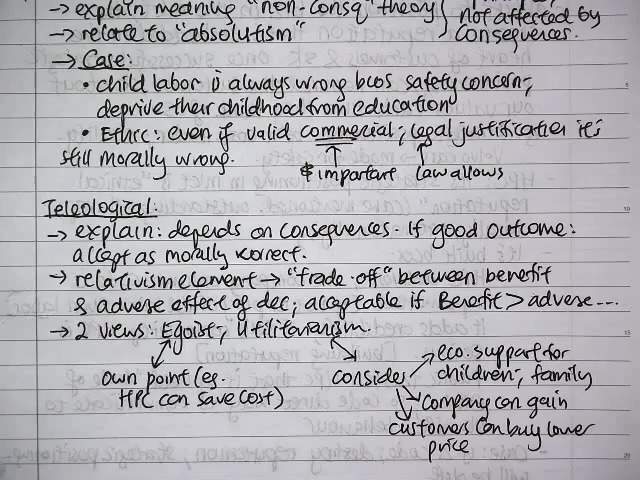 → explain meaning "non-Consq" theory } not affected by
→ relate to "absolutism" } consequences.
→ Case:
• child labor is always wrong bcos safety concern;
deprive their childhood from education
• Ethic: even if valid commercial; legal justification it's
still morally wrong.
important law allows
Teleological:
→ explain: depends on consequences. If good outcome:
accept as morally korrect.
→ relativism element → "trade-off" between benefit
& adverse effect of dec; acceptable if Benefit > adverse...
→ 2 views: Egoist; Utilitarianism.
own point (eg. consider eco. support for
HPC can save cost) children; family
company can gain
customers can buy lower
price